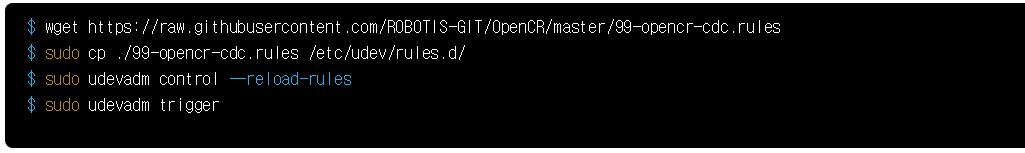 $ wget https://raw.githubusercontent.com/ROBOTIS-GIT/OpenCR/master/99-opencr-cdc.rules
$ sudo cp ./99-opencr-cdc.rules /etc/udev/rules.d/
$ sudo udevadm control --reload-rules
$ sudo udevadm trigger